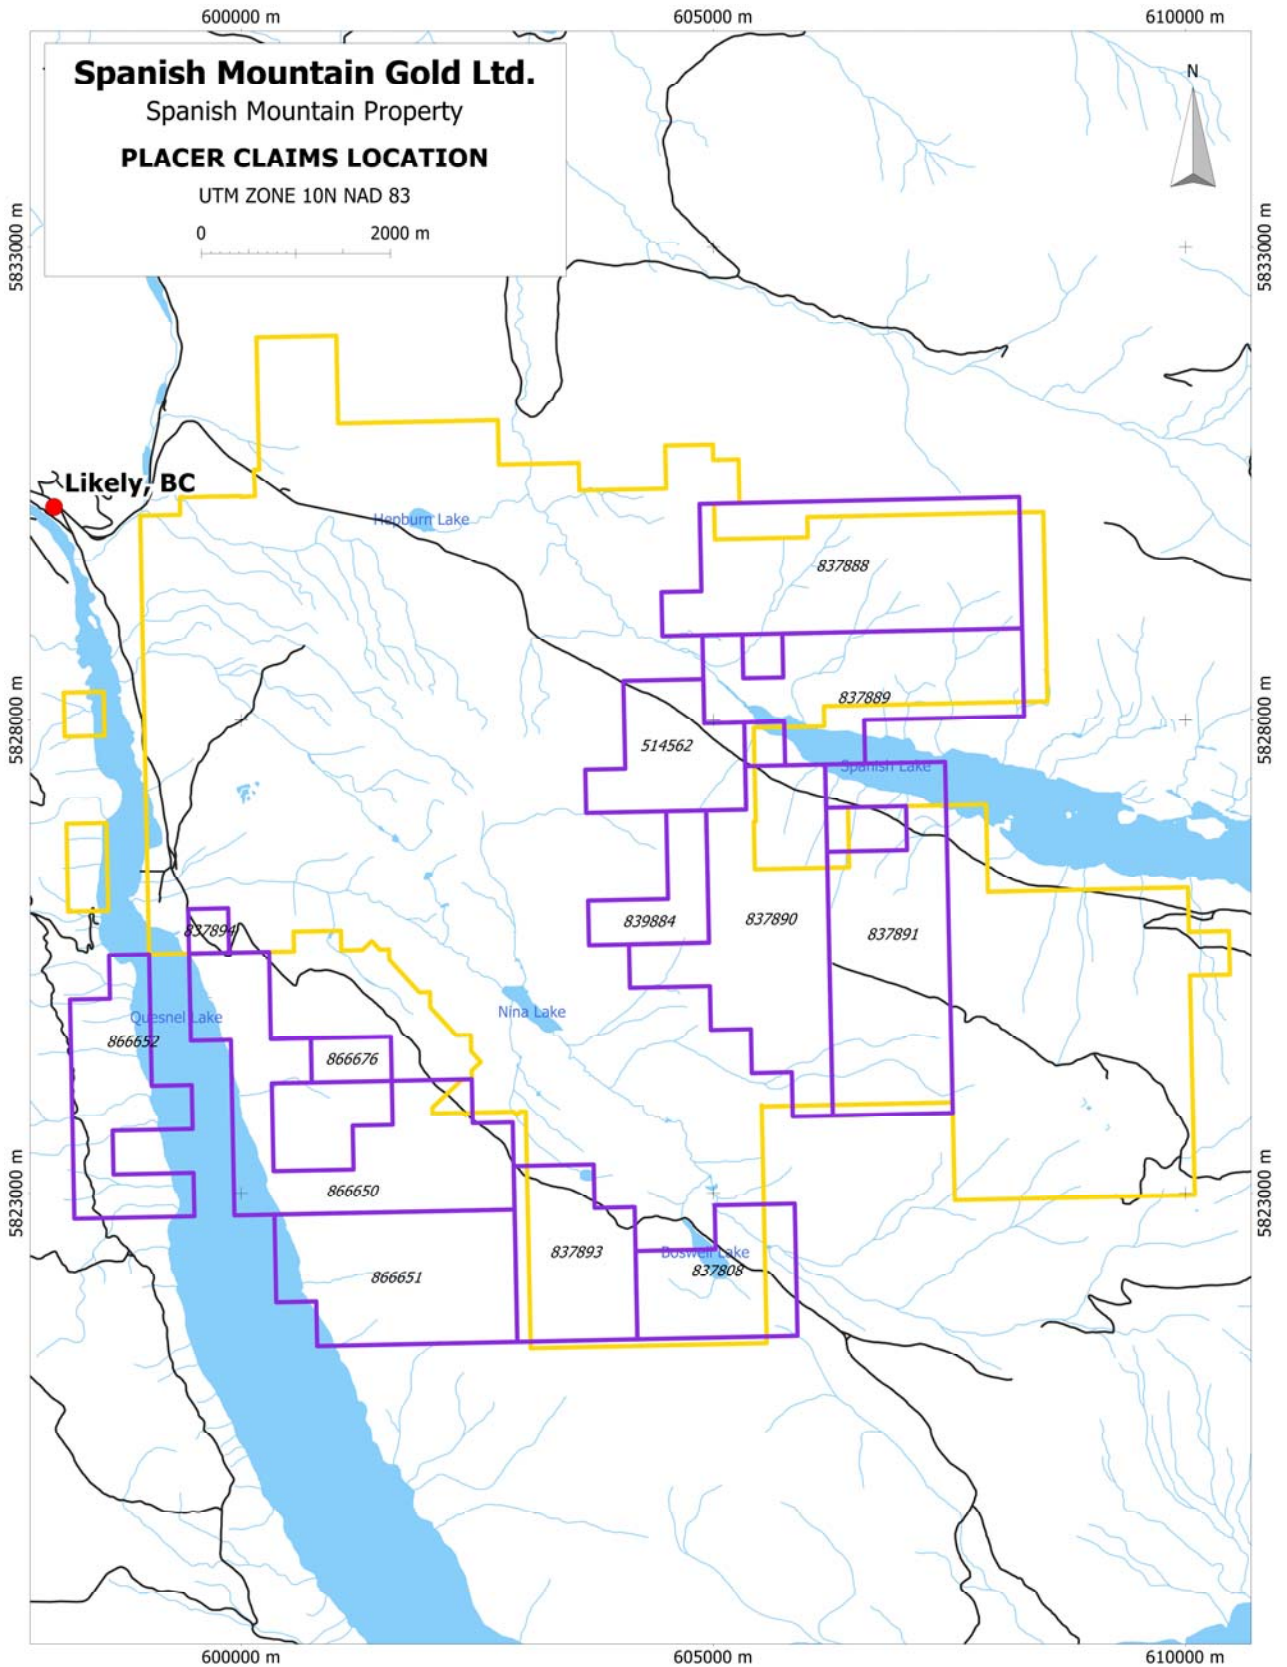 600000 m
605000 m
610000 m
Spanish Mountain Gold Ltd.
Spanish Mountain Property
PLACER CLAIMS LOCATION
UTM ZONE 10N NAD 83
0 2000 m
N
5833000 m
5833000 m
Likely, BC
Hepburn Lake
837888
837889
5828000 m
5828000 m
514562
Spanish Lake
839884
837890
837891
837894
Nina Lake
Quesnel Lake
866652
866676
866650
5823000 m
5823000 m
837893
Boswell Lake
837808
866651
600000 m
605000 m
610000 m